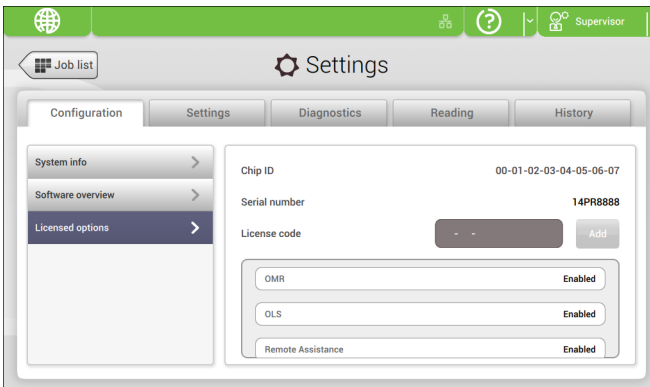 Supervisor
Job list
Settings
Configuration
Settings
Diagnostics
Reading
History
System info
Software overview
Licensed options
Chip ID 00-01-02-03-04-05-06-07
Serial number 14PR8888
License code - - Add
OMR Enabled
OLS Enabled
Remote Assistance Enabled